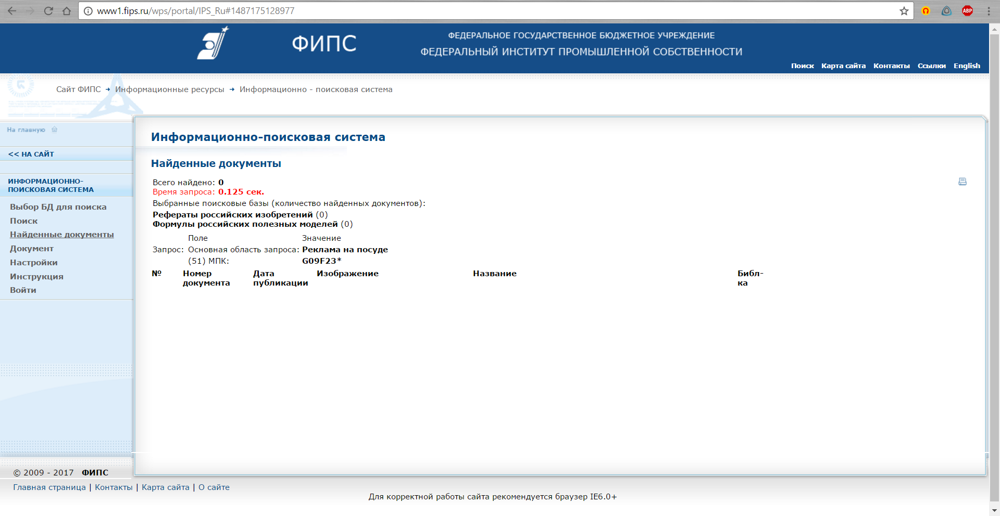 www1.fips.ru/wps/portal/IPS_Ru#1487175128977
ABP
ФИПС
ФЕДЕРАЛЬНОЕ ГОСУДАРСТВЕННОЕ БЮДЖЕТНОЕ УЧРЕЖДЕНИЕ
ФЕДЕРАЛЬНЫЙ ИНСТИТУТ ПРОМЫШЛЕННОЙ СОБСТВЕННОСТИ
Поиск Карта сайта Контакты Ссылки English
Сайт ФИПС → Информационные ресурсы → Информационно - поисковая система
На главную
<< НА САЙТ
ИНФОРМАЦИОННО-
ПОИСКОВАЯ СИСТЕМА
Выбор БД для поиска
Поиск
Найденные документы
Документ
Настройки
Инструкция
Войти
Информационно-поисковая система
Найденные документы
Всего найдено: 0
Время запроса: 0.125 сек.
Выбранные поисковые базы (количество найденных документов):
Рефераты российских изобретений (0)
Формулы российских полезных моделей (0)
Поле Значение
Запрос: Основная область запроса: Реклама на посуде
(51) МПК: G09F23*
№ Номер Дата Изображение Название Библ-
документа публикации ка
© 2009 - 2017 ФИПС
Главная страница | Контакты | Карта сайта | О сайте
Для корректной работы сайта рекомендуется браузер IE6.0+